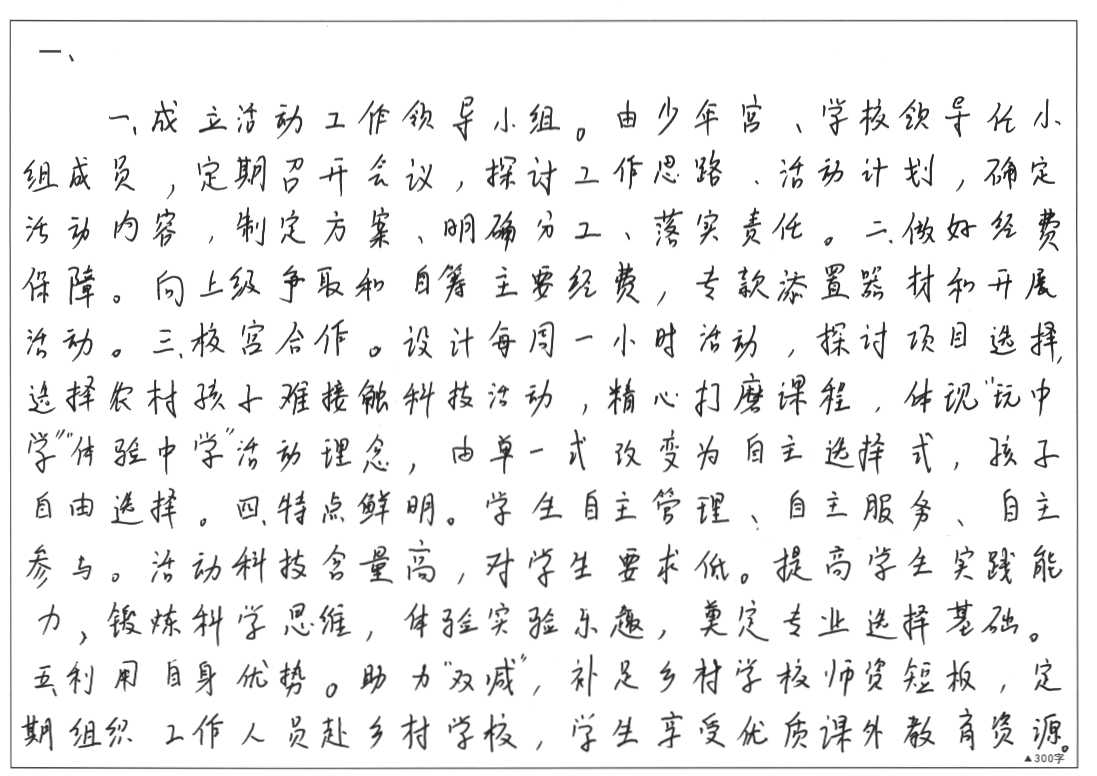 一、
一、成立活动工作领导小组。由少年宫、学校领导任小
组成员，定期召开会议，探讨工作思路、活动计划，确定
活动内容，制定方案、明确分工、落实责任。二、做好经费
保障。向上级争取和自筹主要经费，专款添置器材和开展
活动。三、校宫合作。设计每周一小时活动，探讨项目选择，
选择农村孩子难接触科技活动，精心打磨课程，体现“玩中
学”“体验中学”活动理念，由单一式改变为自主选择式，孩子
自由选择。四、特点鲜明。学生自主管理、自主服务、自主
参与。活动科技含量高，对学生要求低。提高学生实践能
力，锻炼科学思维，体验实验乐趣，奠定专业选择基础。
五、利用自身优势。助力“双减”，补足乡村学校师资短板，定
期组织工作人员赴乡村学校，学生享受优质课外教育资源。
▲300字